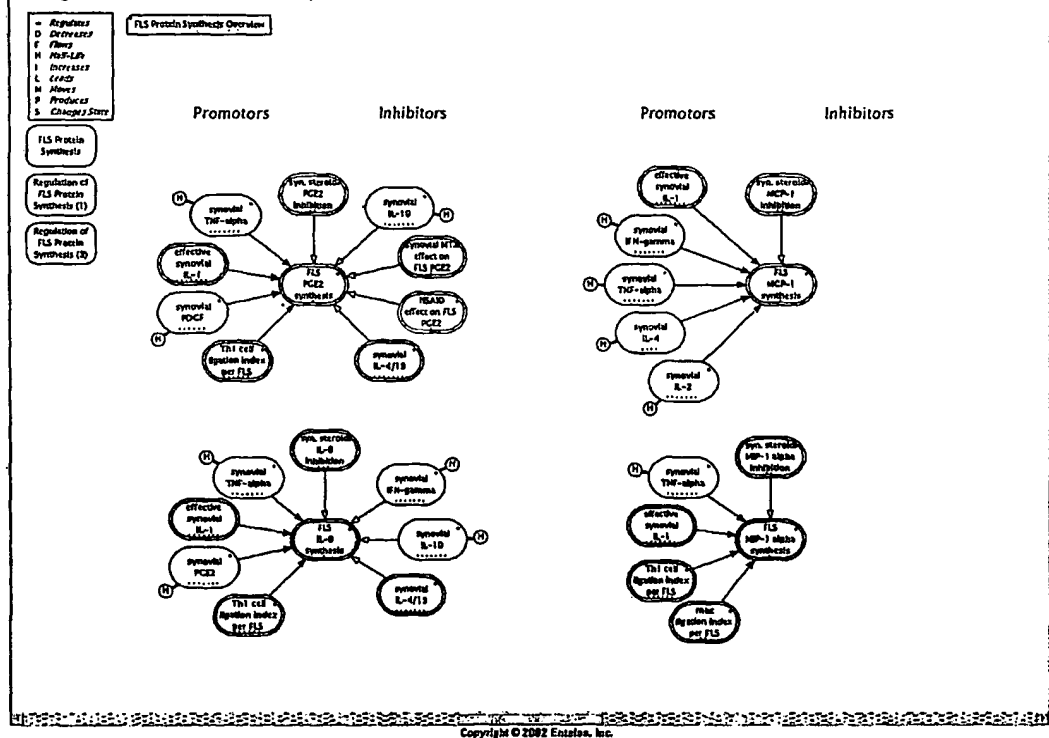 = Regulates
D Decreases
F Flows
H Half-Life
I Increases
L Leads
M Moves
P Produces
S Changes State
FLS Protein Synthesis Overview
FLS Protein
Synthesis
Regulation of
FLS Protein
Synthesis (1)
Regulation of
FLS Protein
Synthesis (2)
Promotors
Inhibitors
Promotors
Inhibitors
H
synovial
TNF-alpha
Syn. steroid
PGE2
inhibition
synovial
IL-10
H
effective
synovial
IL-1
FLS
PGE2
synthesis
effect on
FLS PGE2
synovial
PDGF
H
NSAID
effect on FLS
PGE2
Th1 cell
ligation index
per FLS
synovial
IL-4/13
effective
synovial
IL-1
Syn. steroid
MCP-1
inhibition
H
synovial
IFN-gamma
H
synovial
TNF-alpha
FLS
MCP-1
synthesis
H
synovial
IL-4
synovial
IL-2
H
H
synovial
TNF-alpha
Syn. steroid
IL-8
inhibition
synovial
IFN-gamma
H
effective
synovial
IL-1
FLS
IL-8
synthesis
synovial
IL-10
H
synovial
PGE2
H
Th1 cell
ligation index
per FLS
synovial
IL-4/13
H
synovial
TNF-alpha
Syn. steroid
MIP-1 alpha
inhibition
effective
synovial
IL-1
FLS
MIP-1 alpha
synthesis
Th1 cell
ligation index
per FLS
ligation index
per FLS
Copyright © 2002 Entelos, Inc.